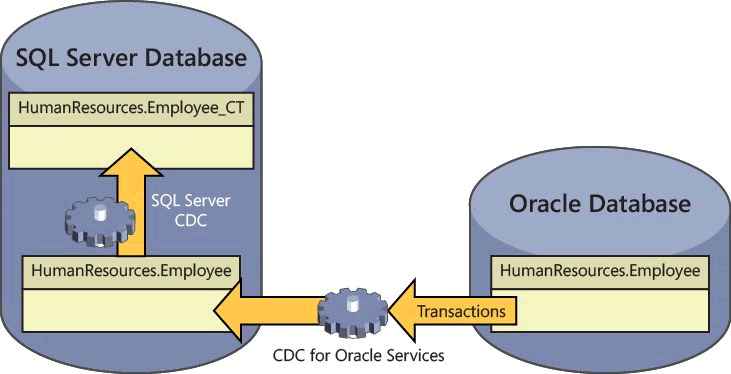 SQL Server Database
HumanResources.Employee_CT
SQL Server
CDC
HumanResources.Employee
Oracle Database
HumanResources.Employee
Transactions
CDC for Oracle Services